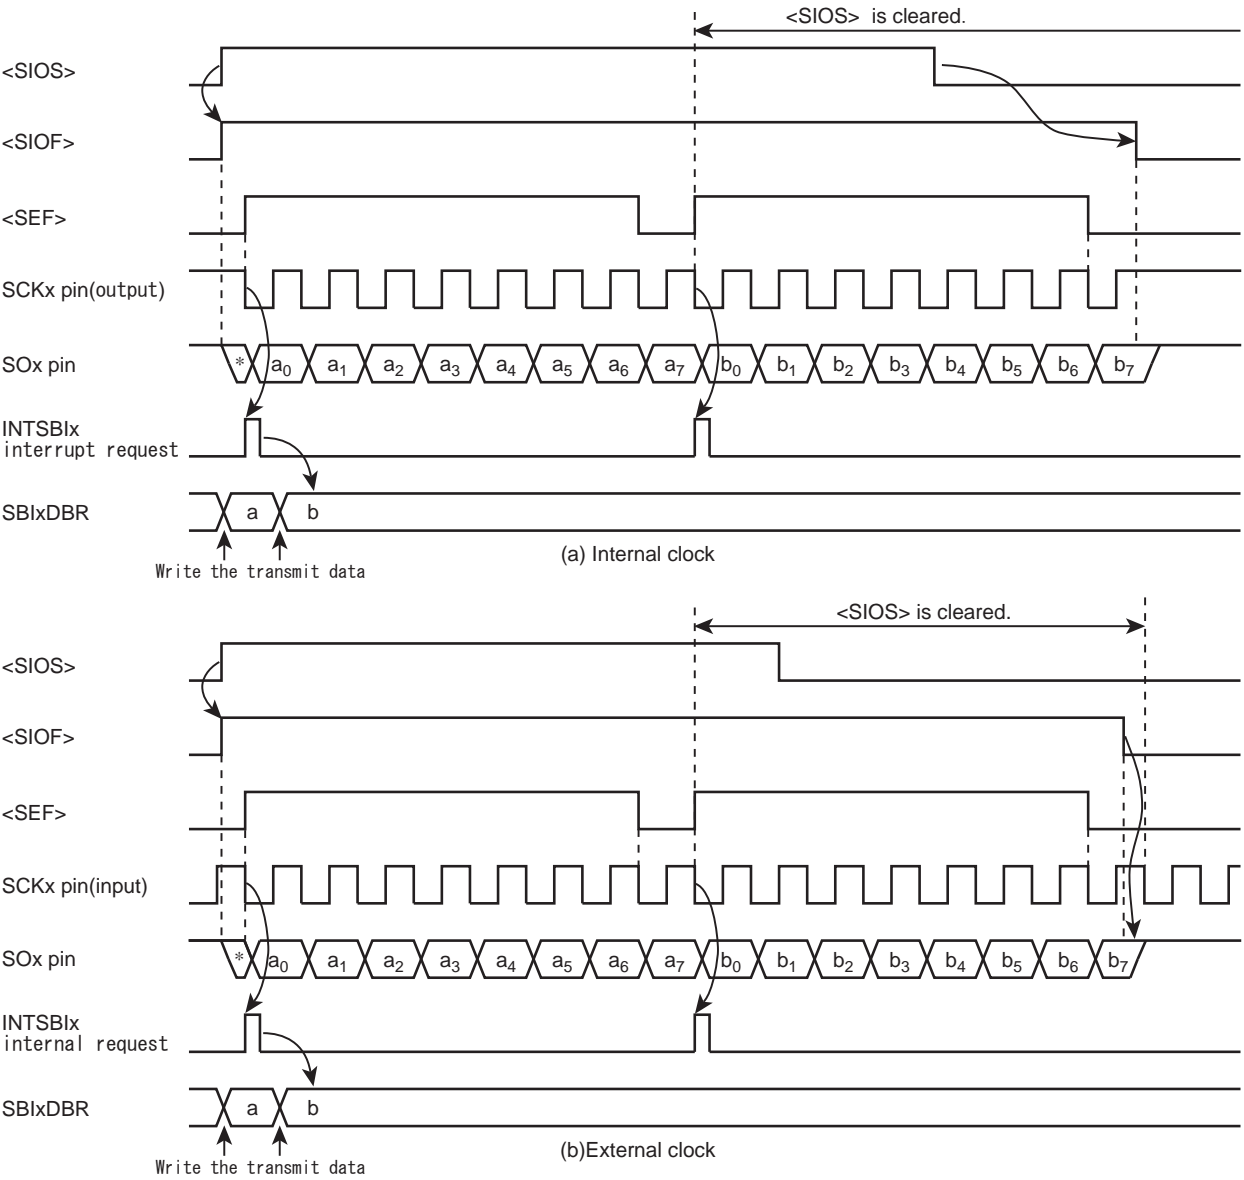 <SIOS> is cleared.
<SIOS>
<SIOF>
<SEF>
SCKx pin(output)
SOx pin
* a0 a1 a2 a3 a4 a5 a6 a7 b0 b1 b2 b3 b4 b5 b6 b7
INTSBIx
interrupt request
SBIxDBR
a b
(a) Internal clock
Write the transmit data
<SIOS> is cleared.
<SIOS>
<SIOF>
<SEF>
SCKx pin(input)
SOx pin
* a0 a1 a2 a3 a4 a5 a6 a7 b0 b1 b2 b3 b4 b5 b6 b7
INTSBIx
internal request
SBIxDBR
a b
(b)External clock
Write the transmit data